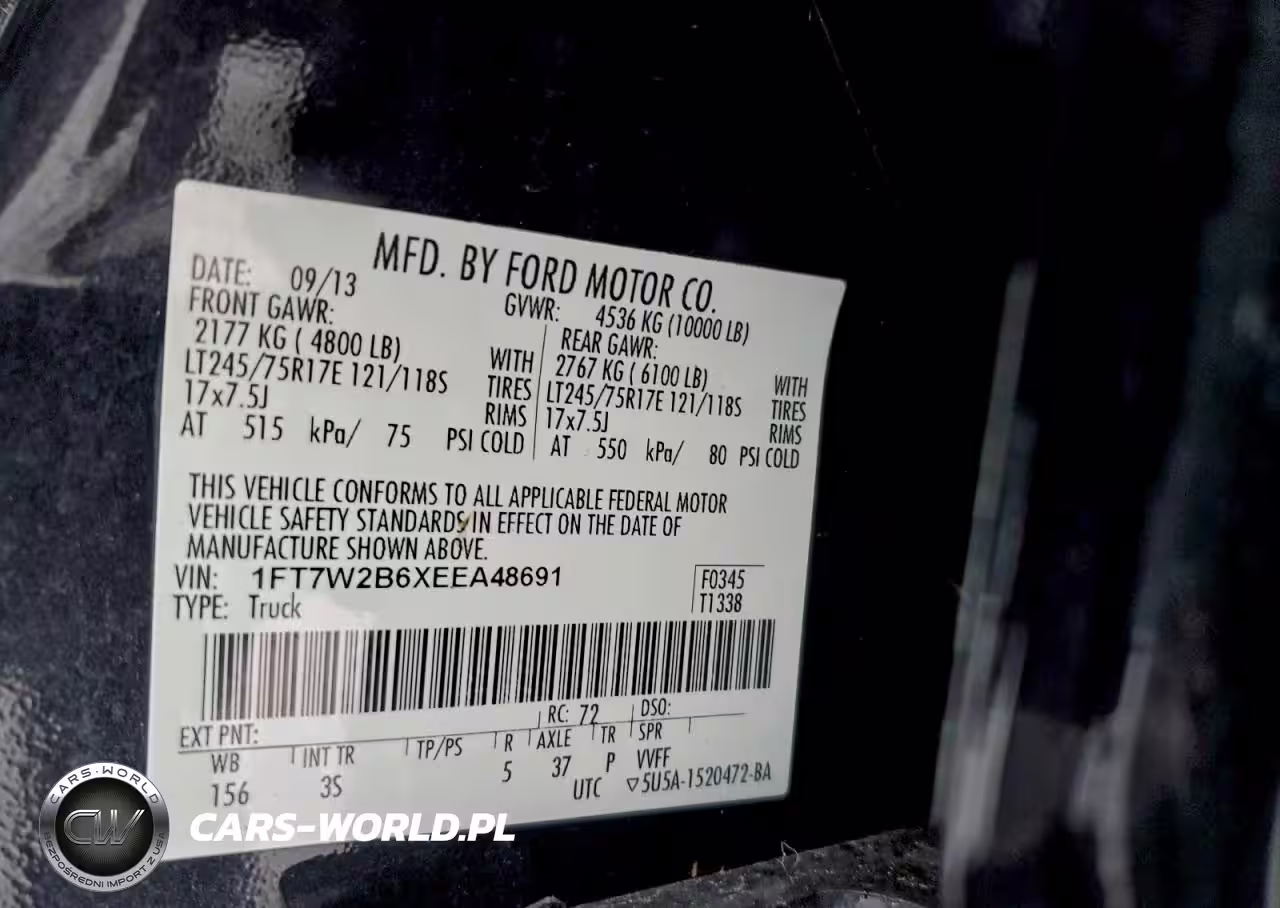 MFD. BY FORD MOTOR CO.
DATE: 09/13
GVWR: 4536 KG (10000 LB)
FRONT GAWR:
2177 KG ( 4800 LB) WITH
LT245/75R17E 121/118S TIRES
17x7.5J RIMS
AT 515 kPa/ 75 PSI COLD
REAR GAWR:
2767 KG ( 6100 LB) WITH
LT245/75R17E 121/118S TIRES
17x7.5J RIMS
AT 550 kPa/ 80 PSI COLD
THIS VEHICLE CONFORMS TO ALL APPLICABLE FEDERAL MOTOR
VEHICLE SAFETY STANDARDS IN EFFECT ON THE DATE OF
MANUFACTURE SHOWN ABOVE.
VIN: 1FT7W2B6XEEA48691
TYPE: Truck
F0345
T1338
EXT PNT: RC: 72 DSO:
WB INT TR TP/PS R AXLE TR SPR
156 3S 5 37 P VVFF
UTC ▽5U5A-1520472-BA
CARS-WORLD
CW
BEZPOŚREDNI IMPORT Z USA
CARS-WORLD.PL